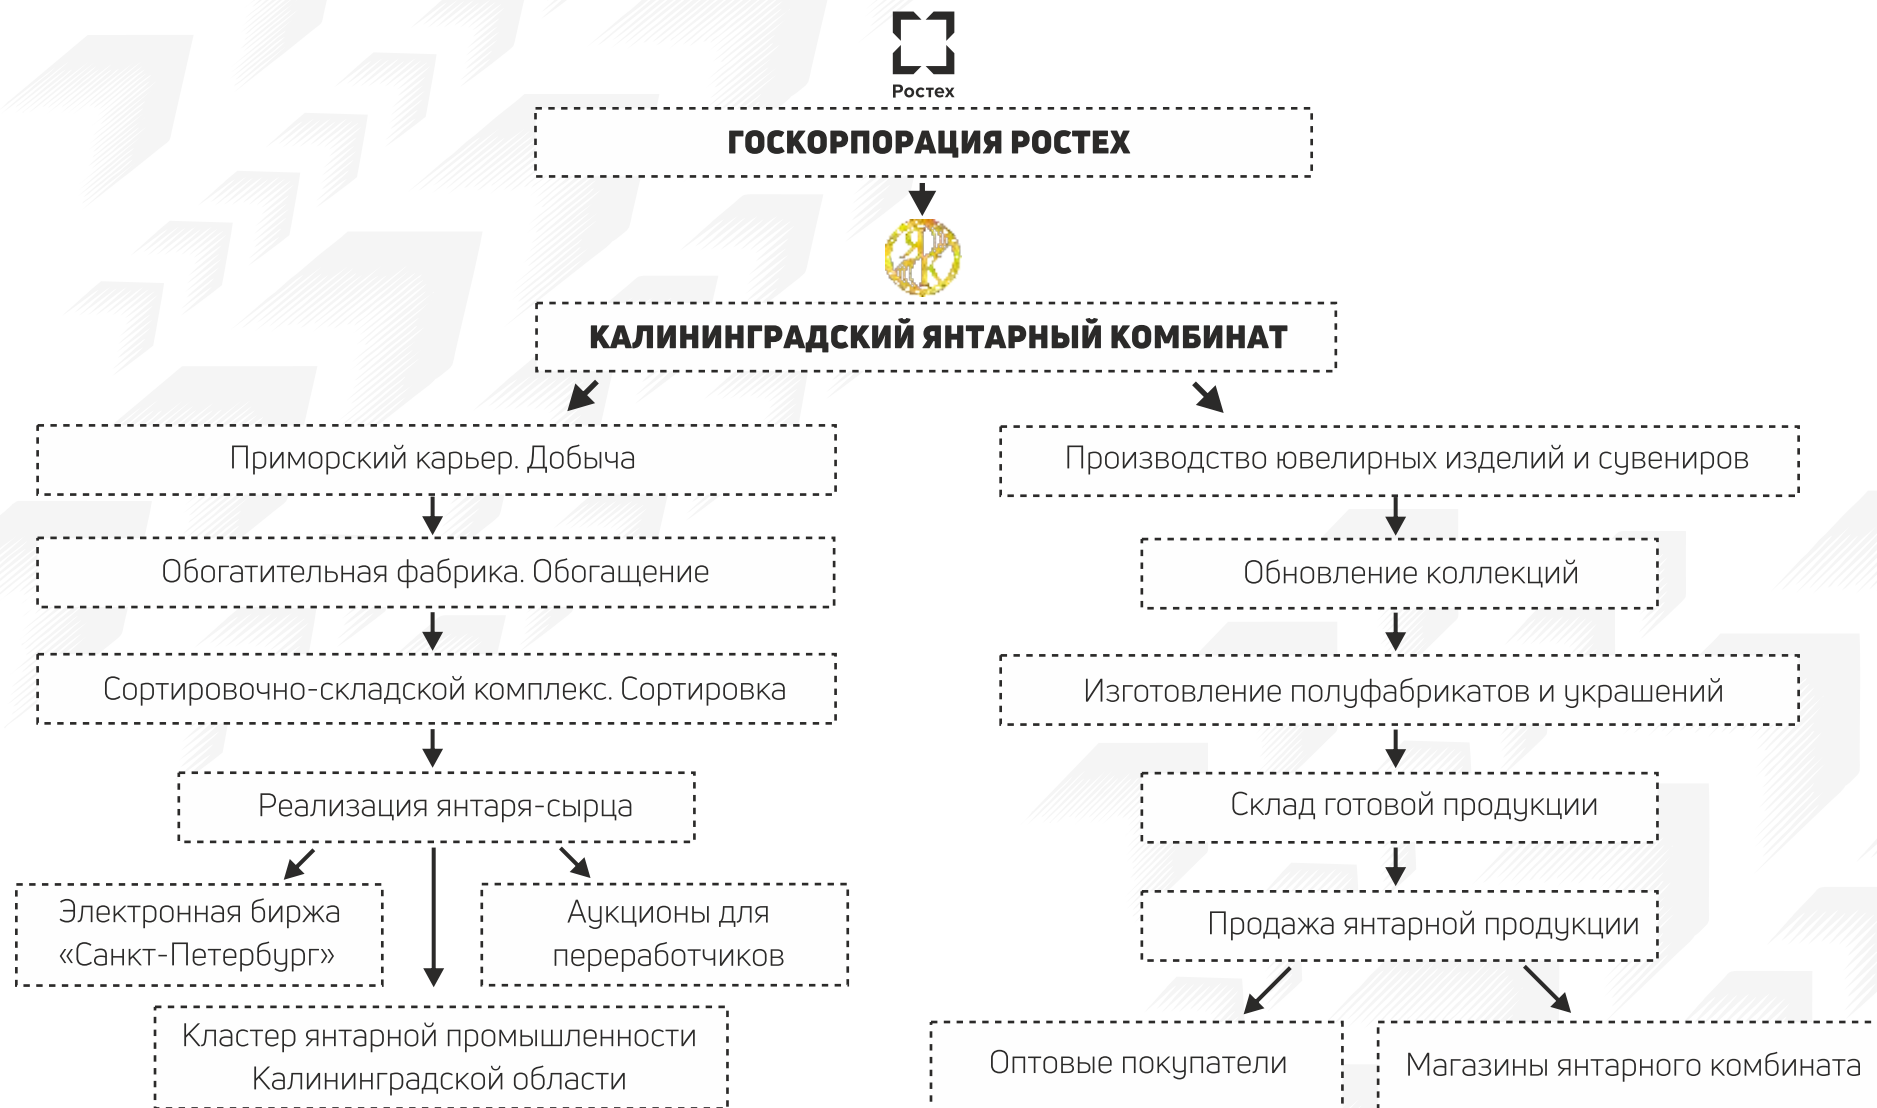 Ростех
ГОСКОРПОРАЦИЯ РОСТЕХ
ЯК
КАЛИНИНГРАДСКИЙ ЯНТАРНЫЙ КОМБИНАТ
Приморский карьер. Добыча
Обогатительная фабрика. Обогащение
Сортировочно-складской комплекс. Сортировка
Реализация янтаря-сырца
Электронная биржа
«Санкт-Петербург»
Аукционы для
переработчиков
Кластер янтарной промышленности
Калининградской области
Производство ювелирных изделий и сувениров
Обновление коллекций
Изготовление полуфабрикатов и украшений
Склад готовой продукции
Продажа янтарной продукции
Оптовые покупатели
Магазины янтарного комбината